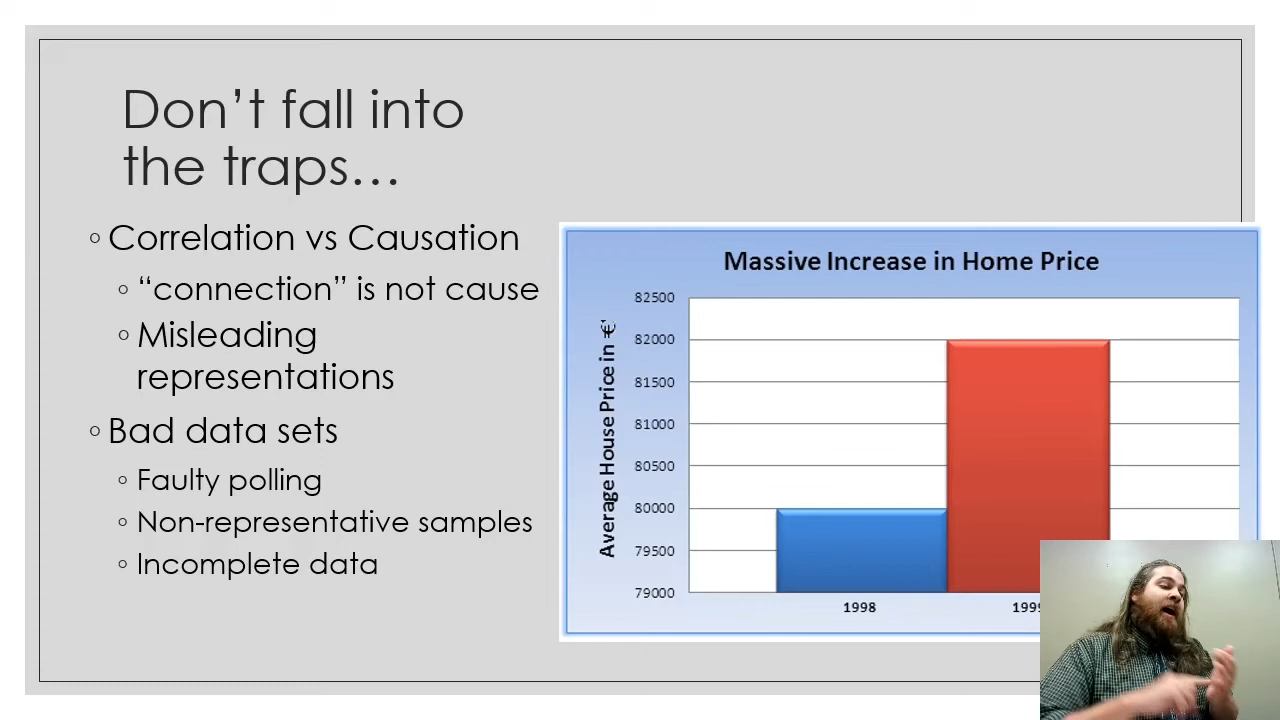 Don’t fall into
the traps…
◦ Correlation vs Causation
◦ “connection” is not cause
◦ Misleading
representations
◦ Bad data sets
◦ Faulty polling
◦ Non-representative samples
◦ Incomplete data
Massive Increase in Home Price
Average House Price in €'
82500
82000
81500
81000
80500
80000
79500
79000
1998
1999